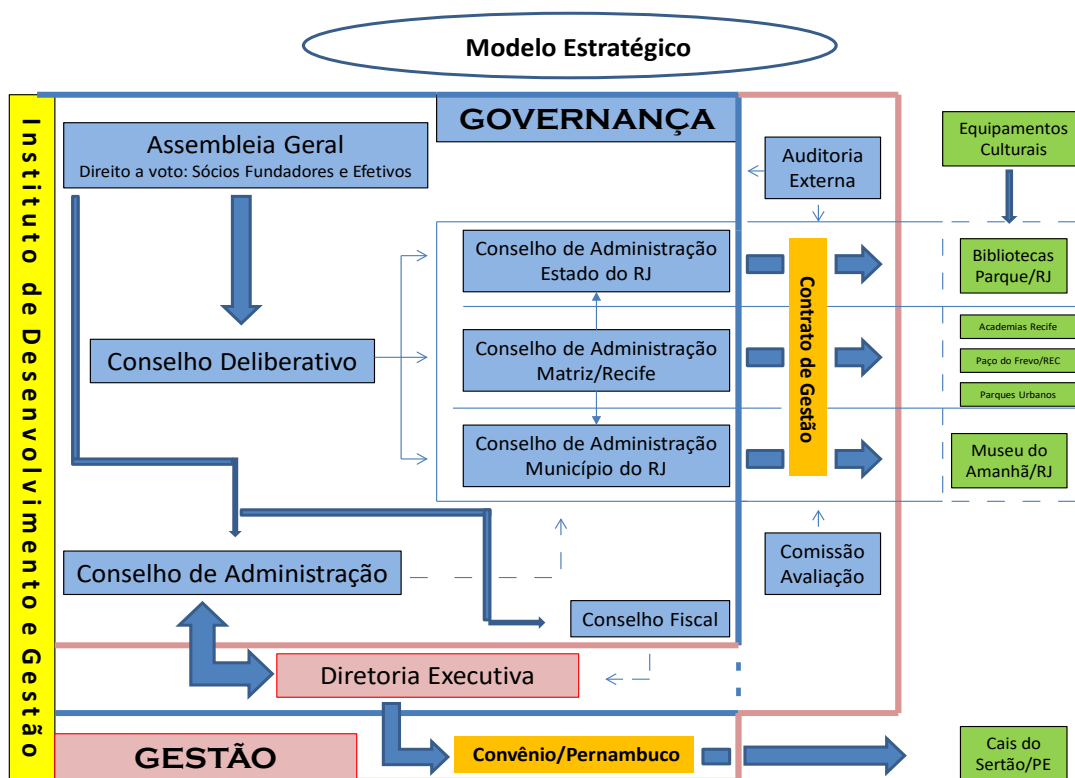 Modelo Estratégico
Instituto de Desenvolvimento e Gestão
GOVERNANÇA
Assembleia Geral
Direito a voto: Sócios Fundadores e Efetivos
Auditoria
Externa
Equipamentos
Culturais
Conselho de Administração
Estado do RJ
Bibliotecas
Parque/RJ
Contrato de Gestão
Conselho Deliberativo
Conselho de Administração
Matriz/Recife
Academias Recife
Paço do Frevo/REC
Parques Urbanos
Conselho de Administração
Município do RJ
Museu do
Amanhã/RJ
Conselho de Administração
Comissão
Avaliação
Conselho Fiscal
Diretoria Executiva
GESTÃO
Convênio/Pernambuco
Cais do
Sertão/PE